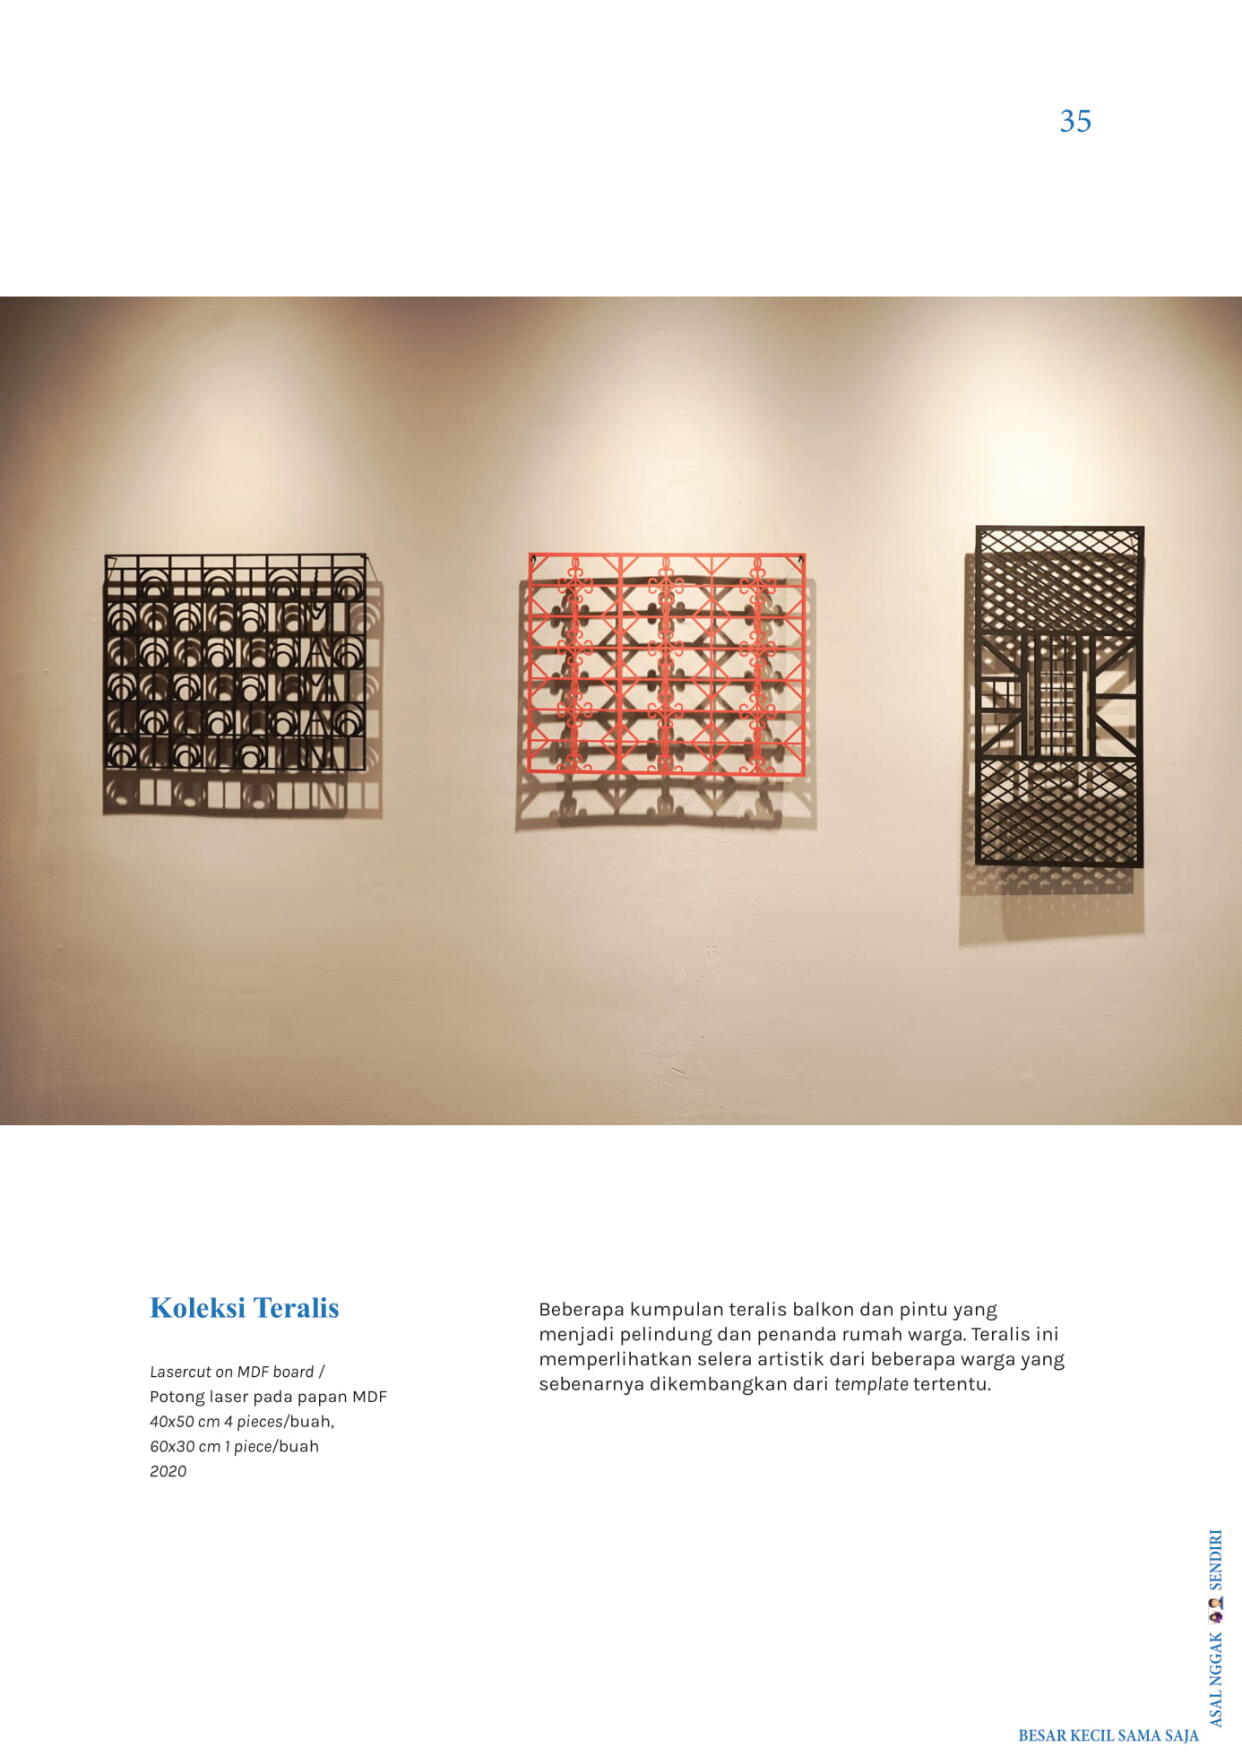 35
Koleksi Teralis
Lasercut on MDF board /
Potong laser pada papan MDF
40x50 cm 4 pieces/buah,
60x30 cm 1 piece/buah
2020
Beberapa kumpulan teralis balkon dan pintu yang
menjadi pelindung dan penanda rumah warga. Teralis ini
memperlihatkan selera artistik dari beberapa warga yang
sebenarnya dikembangkan dari template tertentu.
ASAL NGGAK SENDIRI
BESAR KECIL SAMA SAJA